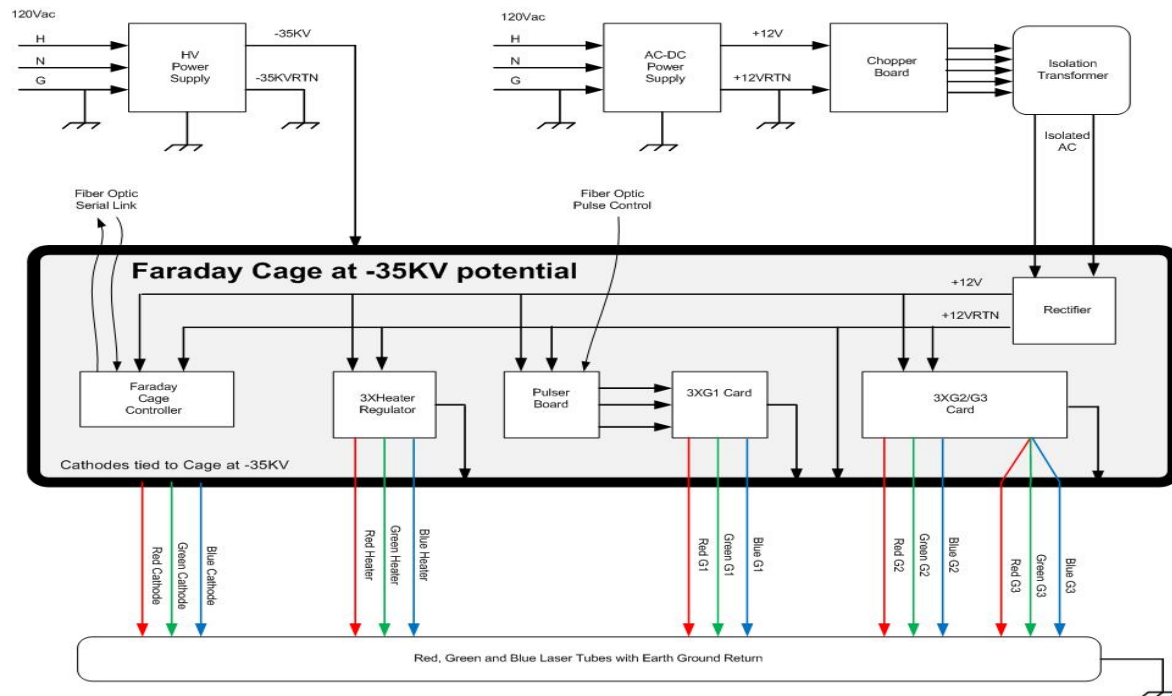 120Vac
H
N
G
HV
Power
Supply
-35KV
-35KVRTN
120Vac
H
N
G
AC-DC
Power
Supply
+12V
+12VRTN
Chopper
Board
Isolation
Transformer
Isolated
AC
Fiber Optic
Serial Link
Fiber Optic
Pulse Control
Faraday Cage at -35KV potential
+12V
+12VRTN
Rectifier
Faraday
Cage
Controller
3XHeater
Regulator
Pulser
Board
3XG1 Card
3XG2/G3
Card
Cathodes tied to Cage at -35KV
Red Cathode
Green Cathode
Blue Cathode
Red Heater
Green Heater
Blue Heater
Red G1
Green G1
Blue G1
Red G2
Green G2
Blue G2
Red G3
Green G3
Blue G3
Red, Green and Blue Laser Tubes with Earth Ground Return